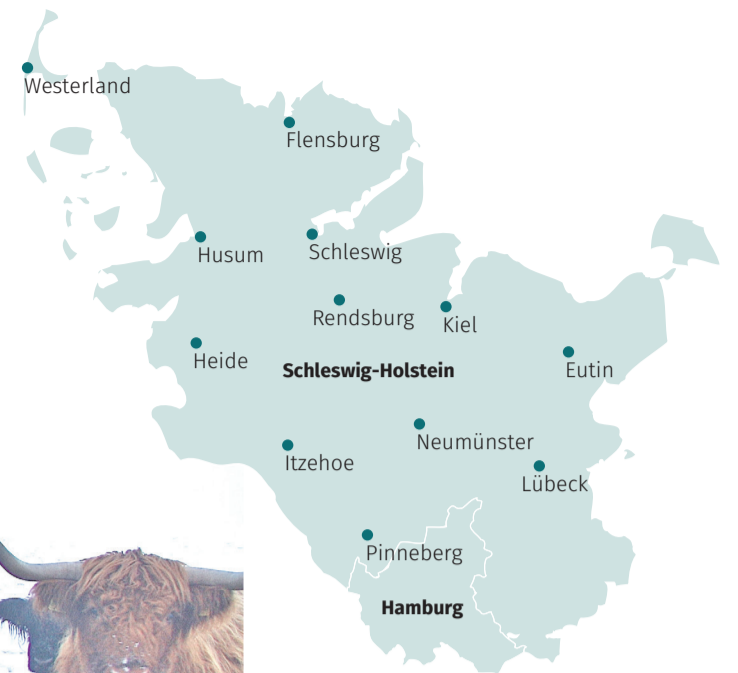 Westerland
Flensburg
Husum
Schleswig
Rendsburg
Kiel
Heide
Schleswig-Holstein
Eutin
Neumünster
Itzehoe
Lübeck
Pinneberg
Hamburg